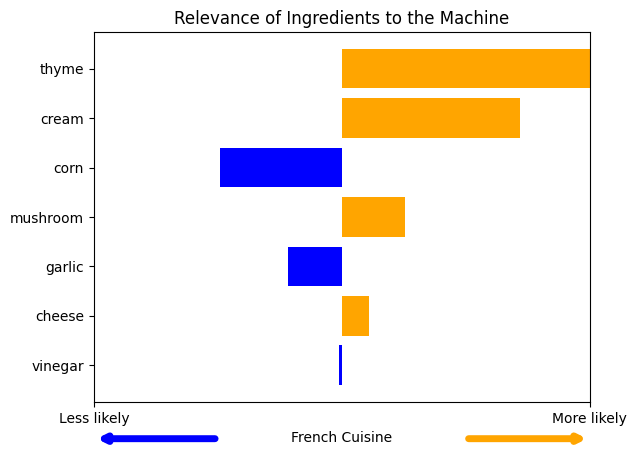 Relevance of Ingredients to the Machine
thyme
cream
corn
mushroom
garlic
cheese
vinegar
Less likely
More likely
French Cuisine